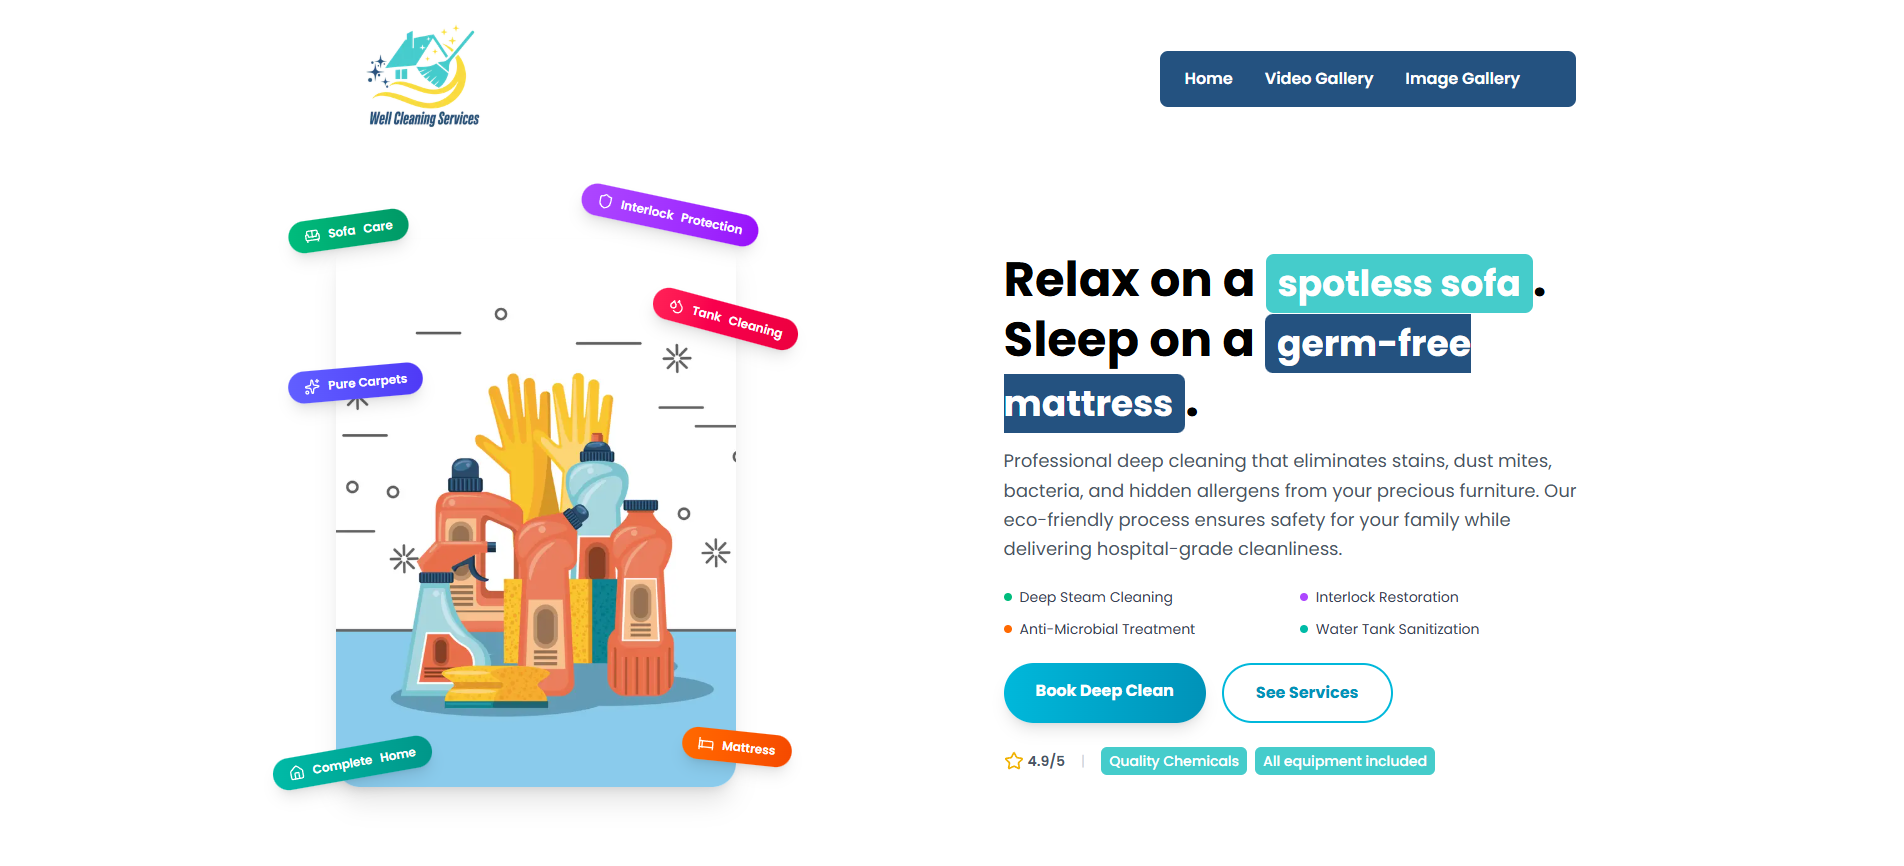 Well Cleaning Services
Home Video Gallery Image Gallery
Sofa Care
Interlock Protection
Tank Cleaning
Pure Carpets
Complete Home
Mattress
Relax on a spotless sofa.
Sleep on a germ-free
mattress.
Professional deep cleaning that eliminates stains, dust mites,
bacteria, and hidden allergens from your precious furniture. Our
eco-friendly process ensures safety for your family while
delivering hospital-grade cleanliness.
Deep Steam Cleaning
Interlock Restoration
Anti-Microbial Treatment
Water Tank Sanitization
Book Deep Clean
See Services
4.9/5 | Quality Chemicals All equipment included